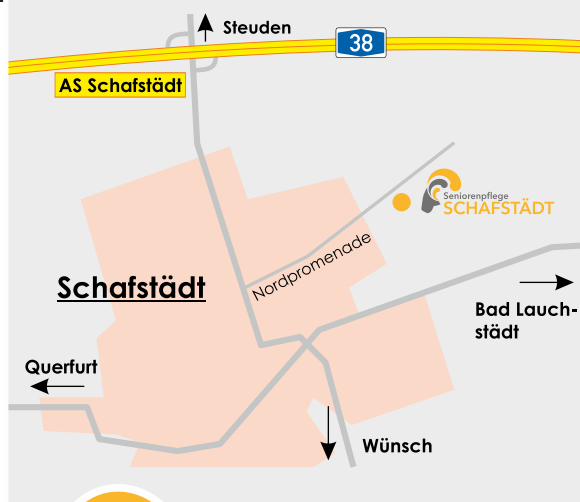 Steuden
38
AS Schafstädt
Seniorenpflege
SCHAFSTÄDT
Nordpromenade
Schafstädt
Bad Lauch-
städt
Querfurt
Wünsch